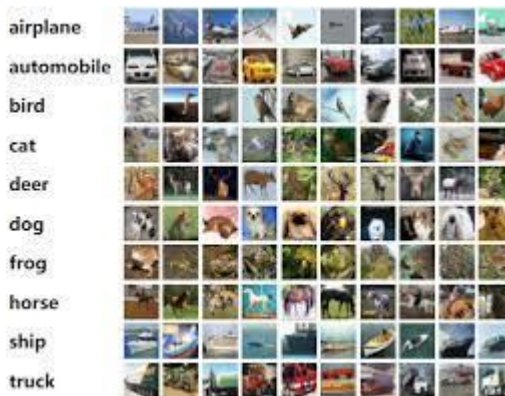 airplane
automobile
bird
cat
deer
dog
frog
horse
ship
truck